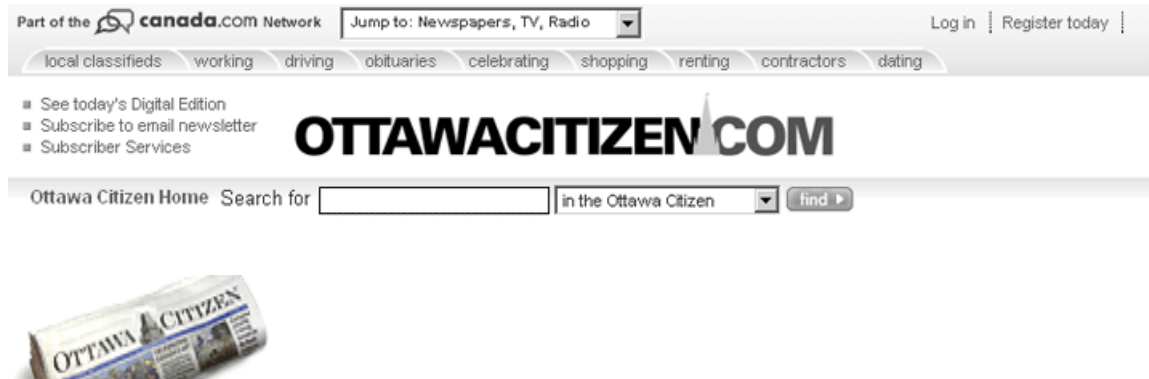 Part of the canada.com Network Jump to: Newspapers, TV, Radio Log in Register today
local classifieds working driving obituaries celebrating shopping renting contractors dating
See today's Digital Edition
Subscribe to email newsletter
Subscriber Services
OTTAWACITIZEN.COM
Ottawa Citizen Home Search for in the Ottawa Citizen find
OTTAWA CITIZEN